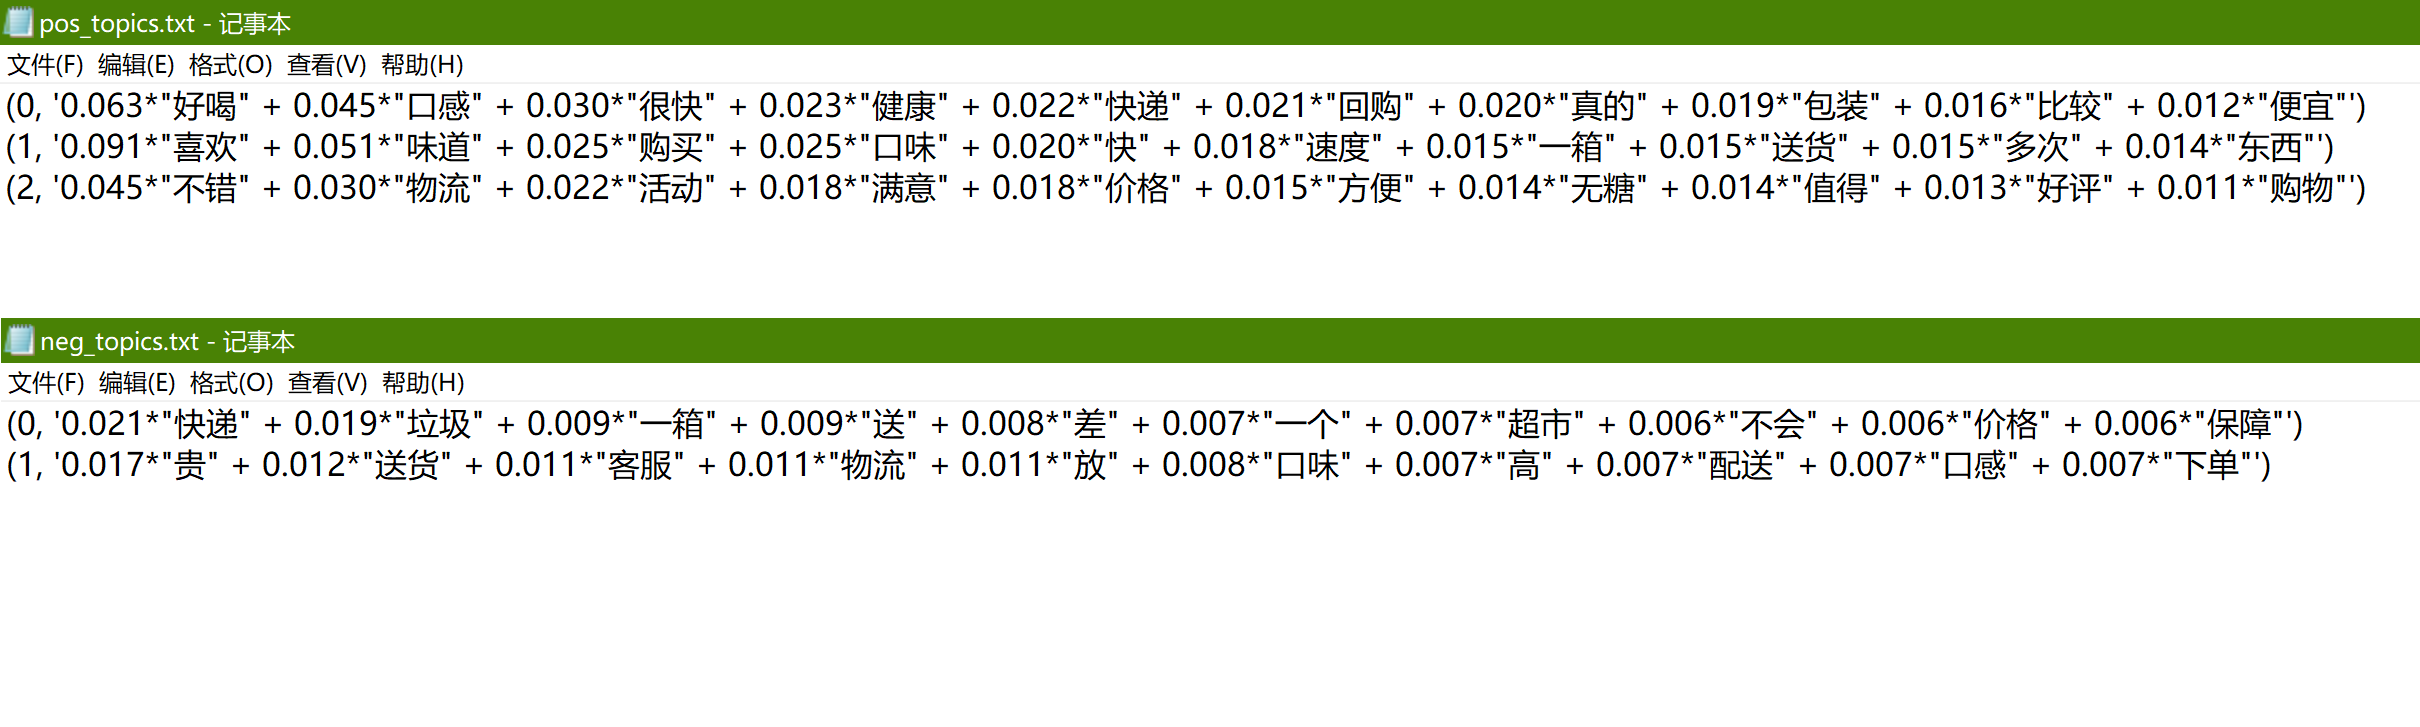 pos_topics.txt - 记事本
文件(F) 编辑(E) 格式(O) 查看(V) 帮助(H)
(0, '0.063*"好喝" + 0.045*"口感" + 0.030*"很快" + 0.023*"健康" + 0.022*"快递" + 0.021*"回购" + 0.020*"真的" + 0.019*"包装" + 0.016*"比较" + 0.012*"便宜"')
(1, '0.091*"喜欢" + 0.051*"味道" + 0.025*"购买" + 0.025*"口味" + 0.020*"快" + 0.018*"速度" + 0.015*"一箱" + 0.015*"送货" + 0.015*"多次" + 0.014*"东西"')
(2, '0.045*"不错" + 0.030*"物流" + 0.022*"活动" + 0.018*"满意" + 0.018*"价格" + 0.015*"方便" + 0.014*"无糖" + 0.014*"值得" + 0.013*"好评" + 0.011*"购物"')
neg_topics.txt - 记事本
文件(F) 编辑(E) 格式(O) 查看(V) 帮助(H)
(0, '0.021*"快递" + 0.019*"垃圾" + 0.009*"一箱" + 0.009*"送" + 0.008*"差" + 0.007*"一个" + 0.007*"超市" + 0.006*"不会" + 0.006*"价格" + 0.006*"保障"')
(1, '0.017*"贵" + 0.012*"送货" + 0.011*"客服" + 0.011*"物流" + 0.011*"放" + 0.008*"口味" + 0.007*"高" + 0.007*"配送" + 0.007*"口感" + 0.007*"下单"')